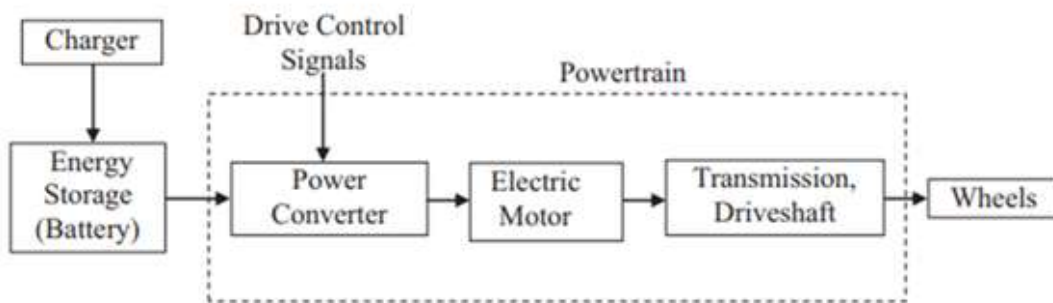 Charger
Drive Control
Signals
Powertrain
Energy
Storage
(Battery)
Power
Converter
Electric
Motor
Transmission,
Driveshaft
Wheels